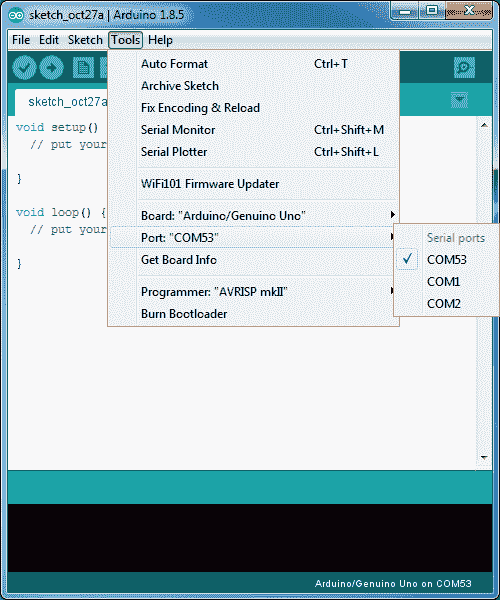 sketch_oct27a | Arduino 1.8.5
File Edit Sketch Tools Help
Auto Format Ctrl+T
Archive Sketch
Fix Encoding & Reload
Serial Monitor Ctrl+Shift+M
Serial Plotter Ctrl+Shift+L
WiFi101 Firmware Updater
Board: "Arduino/Genuino Uno"
Port: "COM53"
Get Board Info
Programmer: "AVRISP mkII"
Burn Bootloader
Serial ports
COM53
COM1
COM2
sketch_oct27a
void setup()
// put your
}
void loop() {
// put your
}
Arduino/Genuino Uno on COM53